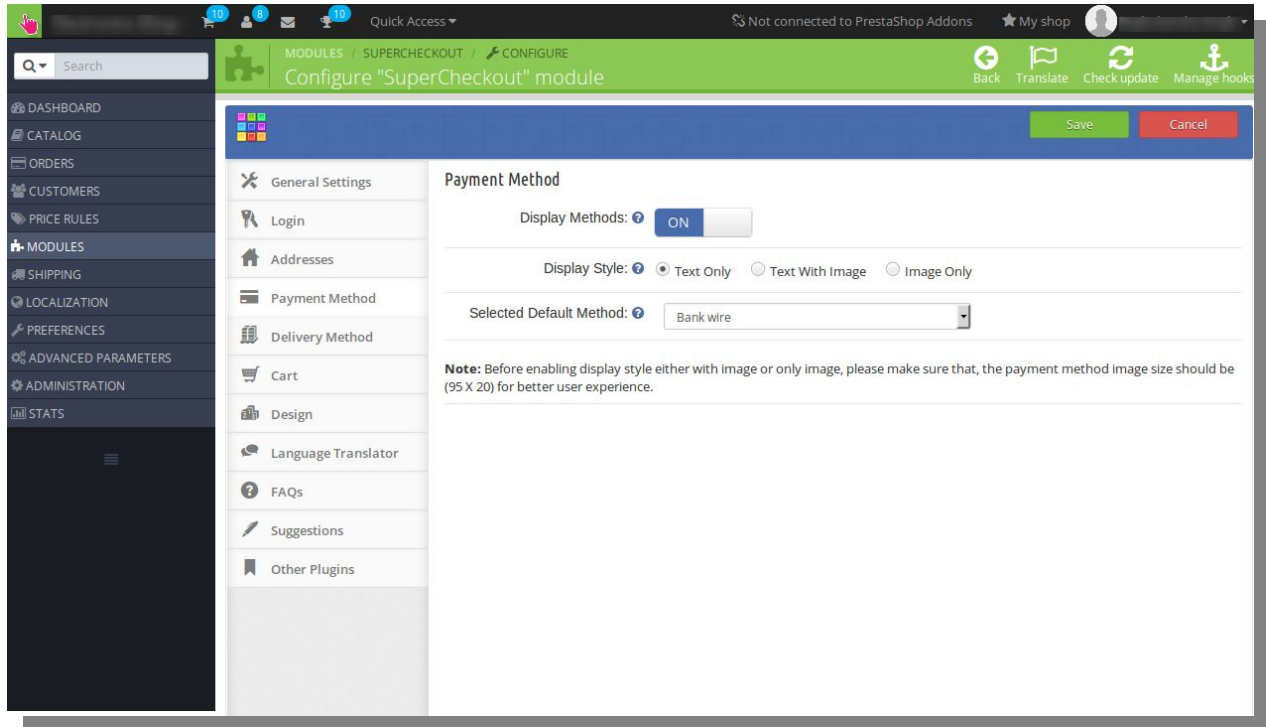 10 8 10 Quick Access Not connected to PrestaShop Addons My shop
Search
MODULES / SUPERCHECKOUT / CONFIGURE
Configure "SuperCheckout" module
Back Translate Check update Manage hooks
DASHBOARD
CATALOG
ORDERS
CUSTOMERS
PRICE RULES
MODULES
SHIPPING
LOCALIZATION
PREFERENCES
ADVANCED PARAMETERS
ADMINISTRATION
STATS
Save Cancel
General Settings
Login
Addresses
Payment Method
Delivery Method
Cart
Design
Language Translator
FAQs
Suggestions
Other Plugins
Payment Method
Display Methods: ON
Display Style: Text Only Text With Image Image Only
Selected Default Method: Bank wire
Note: Before enabling display style either with image or only image, please make sure that, the payment method image size should be
(95 X 20) for better user experience.